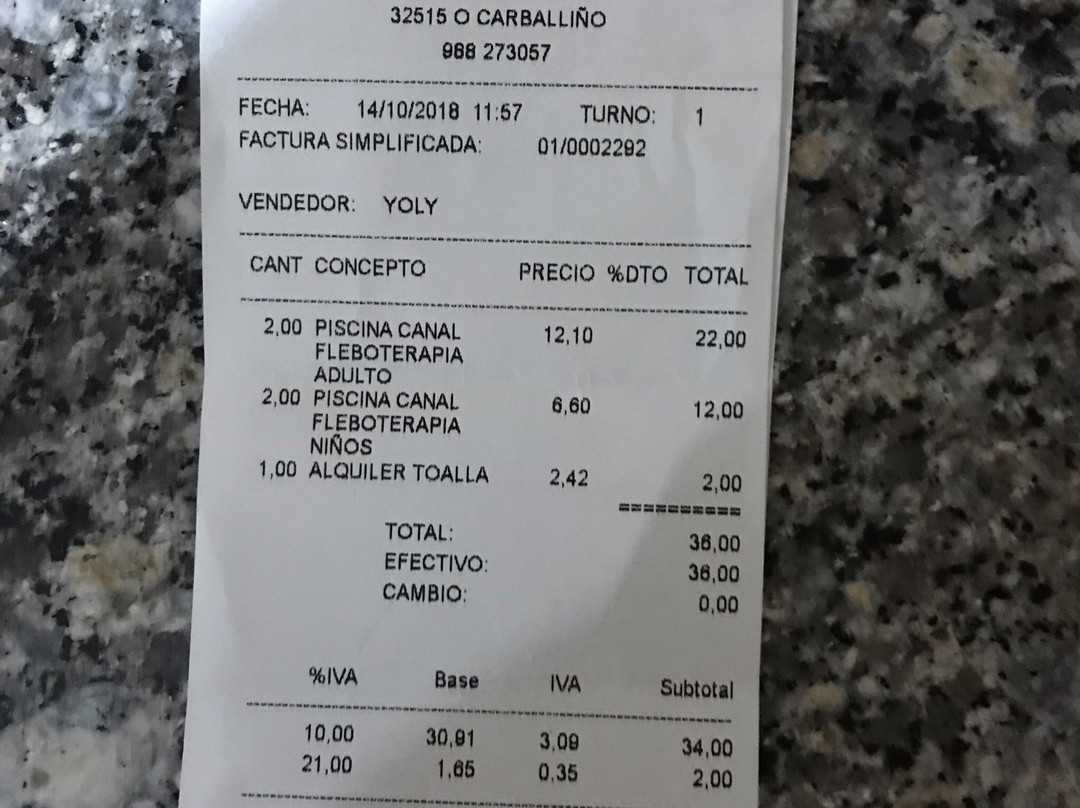 32515 O CARBALLIÑO
988 273057
FECHA: 14/10/2018 11:57 TURNO: 1
FACTURA SIMPLIFICADA: 01/0002292
VENDEDOR: YOLY
CANT CONCEPTO PRECIO %DTO TOTAL
2,00 PISCINA CANAL 12,10 22,00
FLEBOTERAPIA
ADULTO
2,00 PISCINA CANAL 6,60 12,00
FLEBOTERAPIA
NIÑOS
1,00 ALQUILER TOALLA 2,42 2,00
==========
TOTAL: 36,00
EFECTIVO: 36,00
CAMBIO: 0,00
%IVA Base IVA Subtotal
10,00 30,91 3,09 34,00
21,00 1,65 0,35 2,00